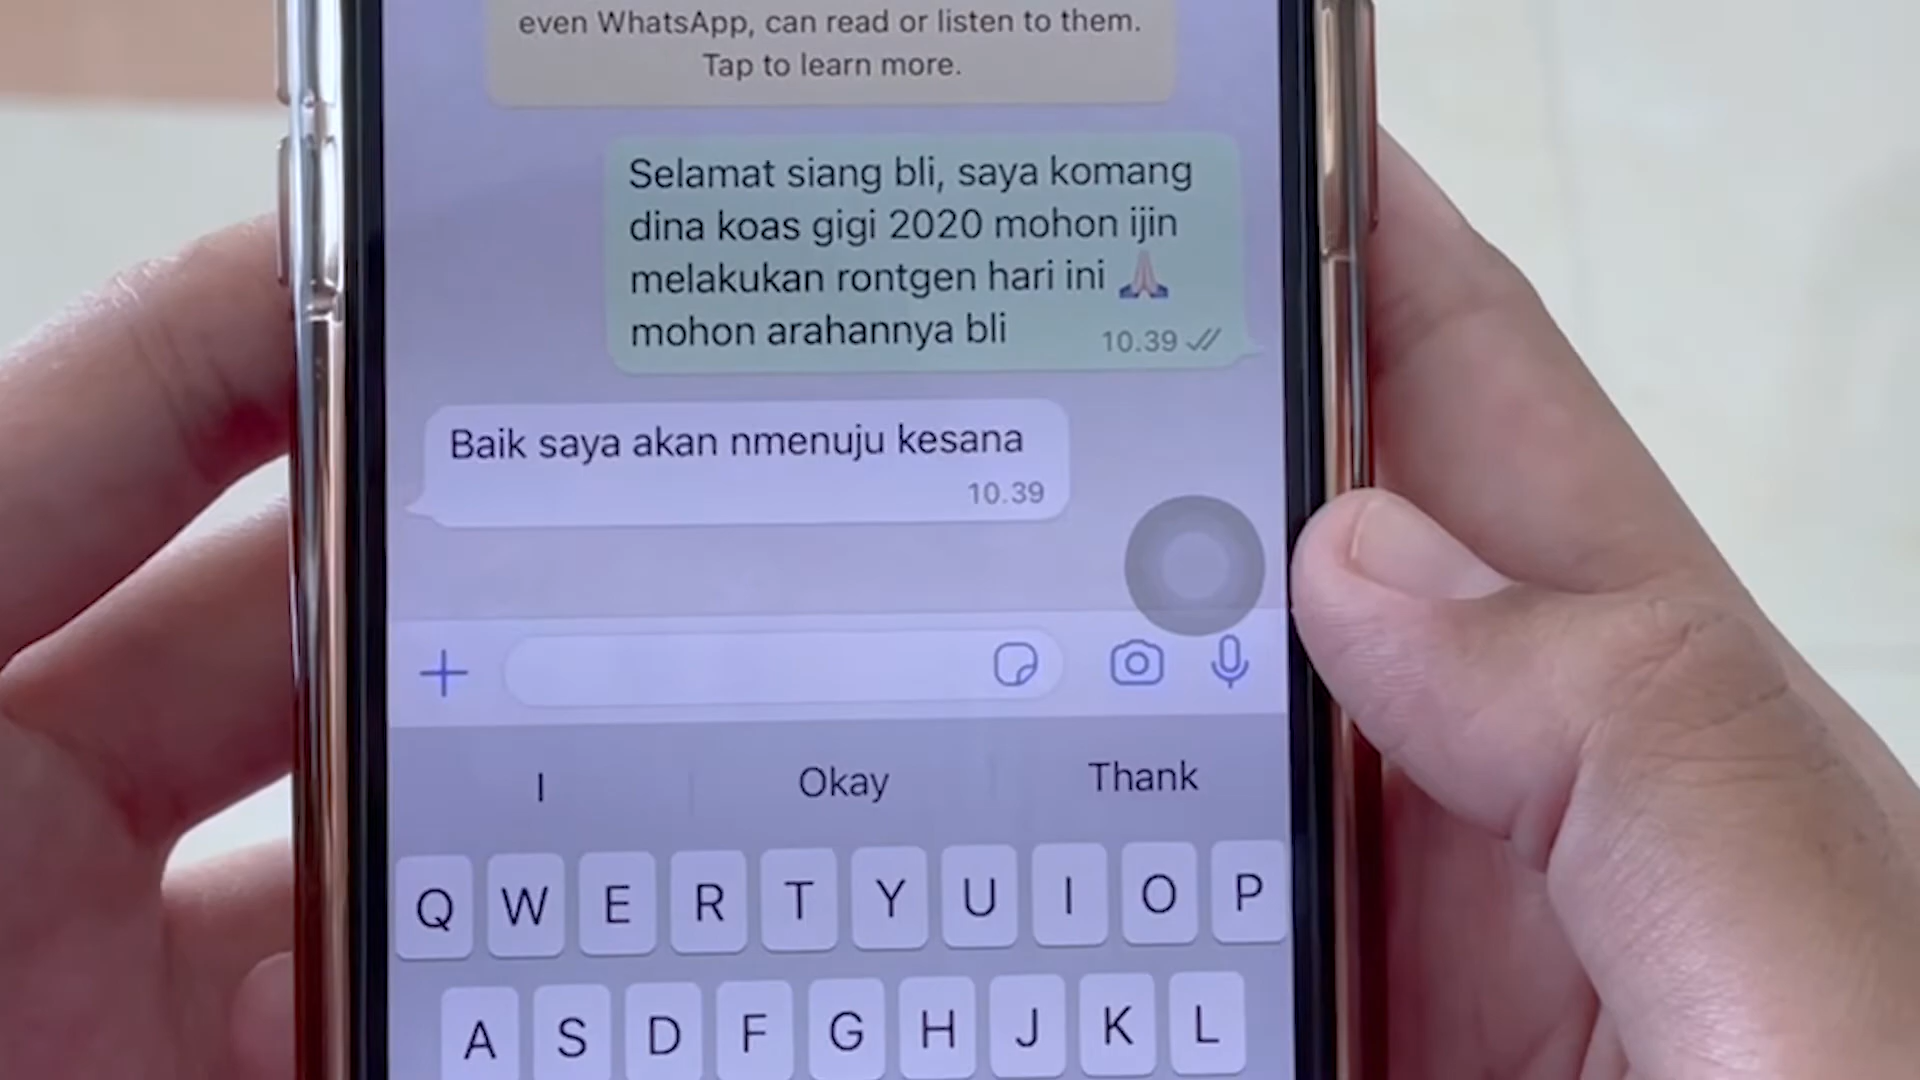 even WhatsApp, can read or listen to them.
Tap to learn more.
Selamat siang bli, saya komang
dina koas gigi 2020 mohon ijin
melakukan rontgen hari ini 🙏
mohon arahannya bli
10.39
Baik saya akan nmenuju kesana
10.39
I Okay Thank
Q W E R T Y U I O P
A S D F G H J K L